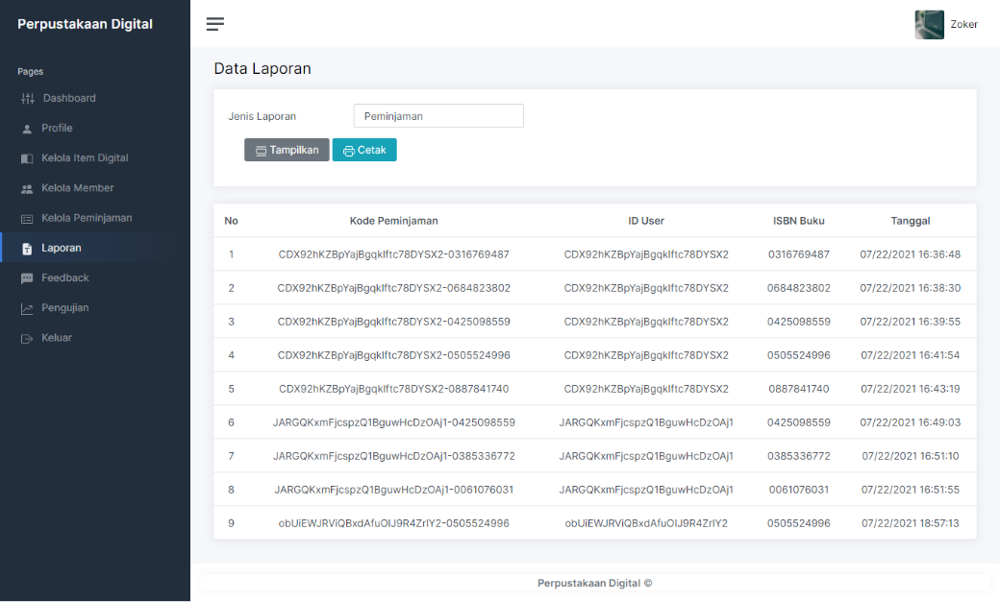 Perpustakaan Digital
Zoker
Pages
Dashboard
Profile
Kelola Item Digital
Kelola Member
Kelola Peminjaman
Laporan
Feedback
Pengujian
Keluar
Data Laporan
Jenis Laporan Peminjaman
Tampilkan Cetak
No Kode Peminjaman ID User ISBN Buku Tanggal
1 CDX92hKZBpYajBgqkIftc78DYSX2-0316769487 CDX92hKZBpYajBgqkIftc78DYSX2 0316769487 07/22/2021 16:36:48
2 CDX92hKZBpYajBgqkIftc78DYSX2-0684823802 CDX92hKZBpYajBgqkIftc78DYSX2 0684823802 07/22/2021 16:38:30
3 CDX92hKZBpYajBgqkIftc78DYSX2-0425098559 CDX92hKZBpYajBgqkIftc78DYSX2 0425098559 07/22/2021 16:39:55
4 CDX92hKZBpYajBgqkIftc78DYSX2-0505524996 CDX92hKZBpYajBgqkIftc78DYSX2 0505524996 07/22/2021 16:41:54
5 CDX92hKZBpYajBgqkIftc78DYSX2-0887841740 CDX92hKZBpYajBgqkIftc78DYSX2 0887841740 07/22/2021 16:43:19
6 JARGQKxmFjcspzQ1BguwHcDzOAj1-0425098559 JARGQKxmFjcspzQ1BguwHcDzOAj1 0425098559 07/22/2021 16:49:03
7 JARGQKxmFjcspzQ1BguwHcDzOAj1-0385336772 JARGQKxmFjcspzQ1BguwHcDzOAj1 0385336772 07/22/2021 16:51:10
8 JARGQKxmFjcspzQ1BguwHcDzOAj1-0061076031 JARGQKxmFjcspzQ1BguwHcDzOAj1 0061076031 07/22/2021 16:51:55
9 obUiEWJRViQBxdAfuOIJ9R4ZrIY2-0505524996 obUiEWJRViQBxdAfuOIJ9R4ZrIY2 0505524996 07/22/2021 18:57:13
Perpustakaan Digital ©